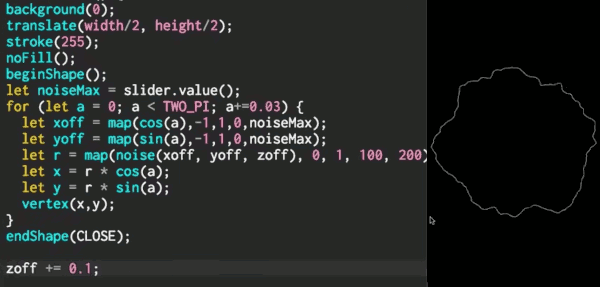 background(0);
translate(width/2, height/2);
stroke(255);
noFill();
beginShape();
let noiseMax = slider.value();
for (let a = 0; a < TWO_PI; a+=0.03) {
let xoff = map(cos(a),-1,1,0,noiseMax);
let yoff = map(sin(a),-1,1,0,noiseMax);
let r = map(noise(xoff, yoff, zoff), 0, 1, 100, 200)
let x = r * cos(a);
let y = r * sin(a);
vertex(x,y);
}
endShape(CLOSE);
zoff += 0.1;